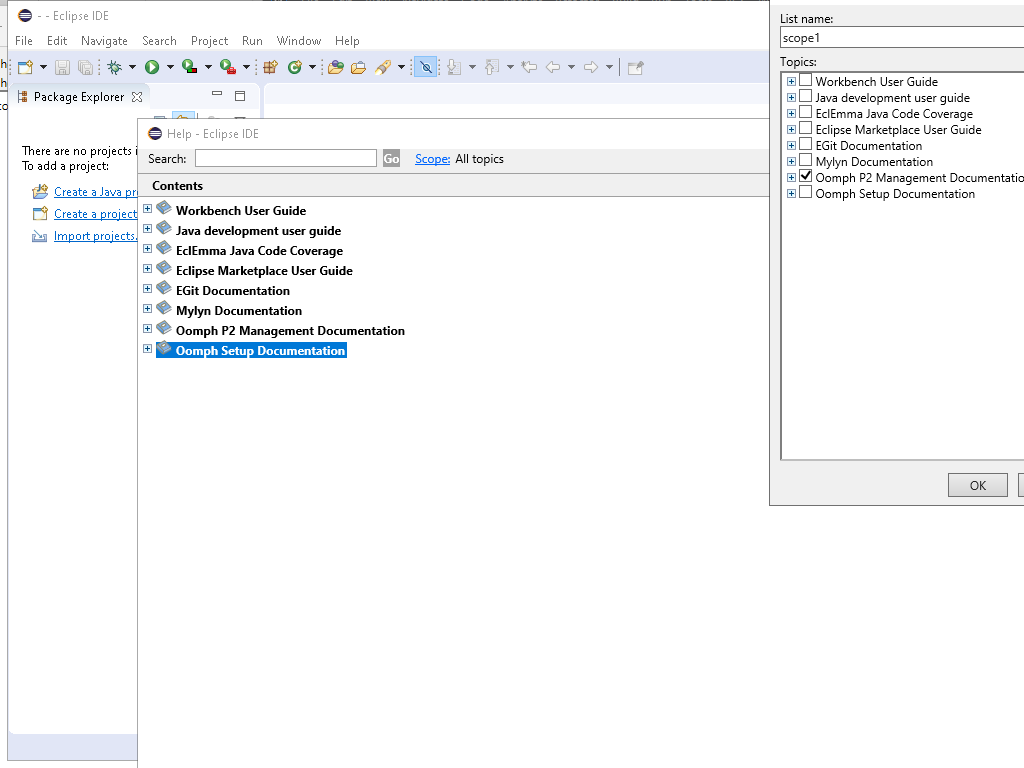 - - Eclipse IDE
File Edit Navigate Search Project Run Window Help
Package Explorer
There are no projects i
To add a project:
Create a Java pr
Create a project
Import projects.
Help - Eclipse IDE
Search: Go Scope: All topics
Contents
Workbench User Guide
Java development user guide
EclEmma Java Code Coverage
Eclipse Marketplace User Guide
EGit Documentation
Mylyn Documentation
Oomph P2 Management Documentation
Oomph Setup Documentation
List name:
scope1
Topics:
Workbench User Guide
Java development user guide
EclEmma Java Code Coverage
Eclipse Marketplace User Guide
EGit Documentation
Mylyn Documentation
Oomph P2 Management Documentatio
Oomph Setup Documentation
OK